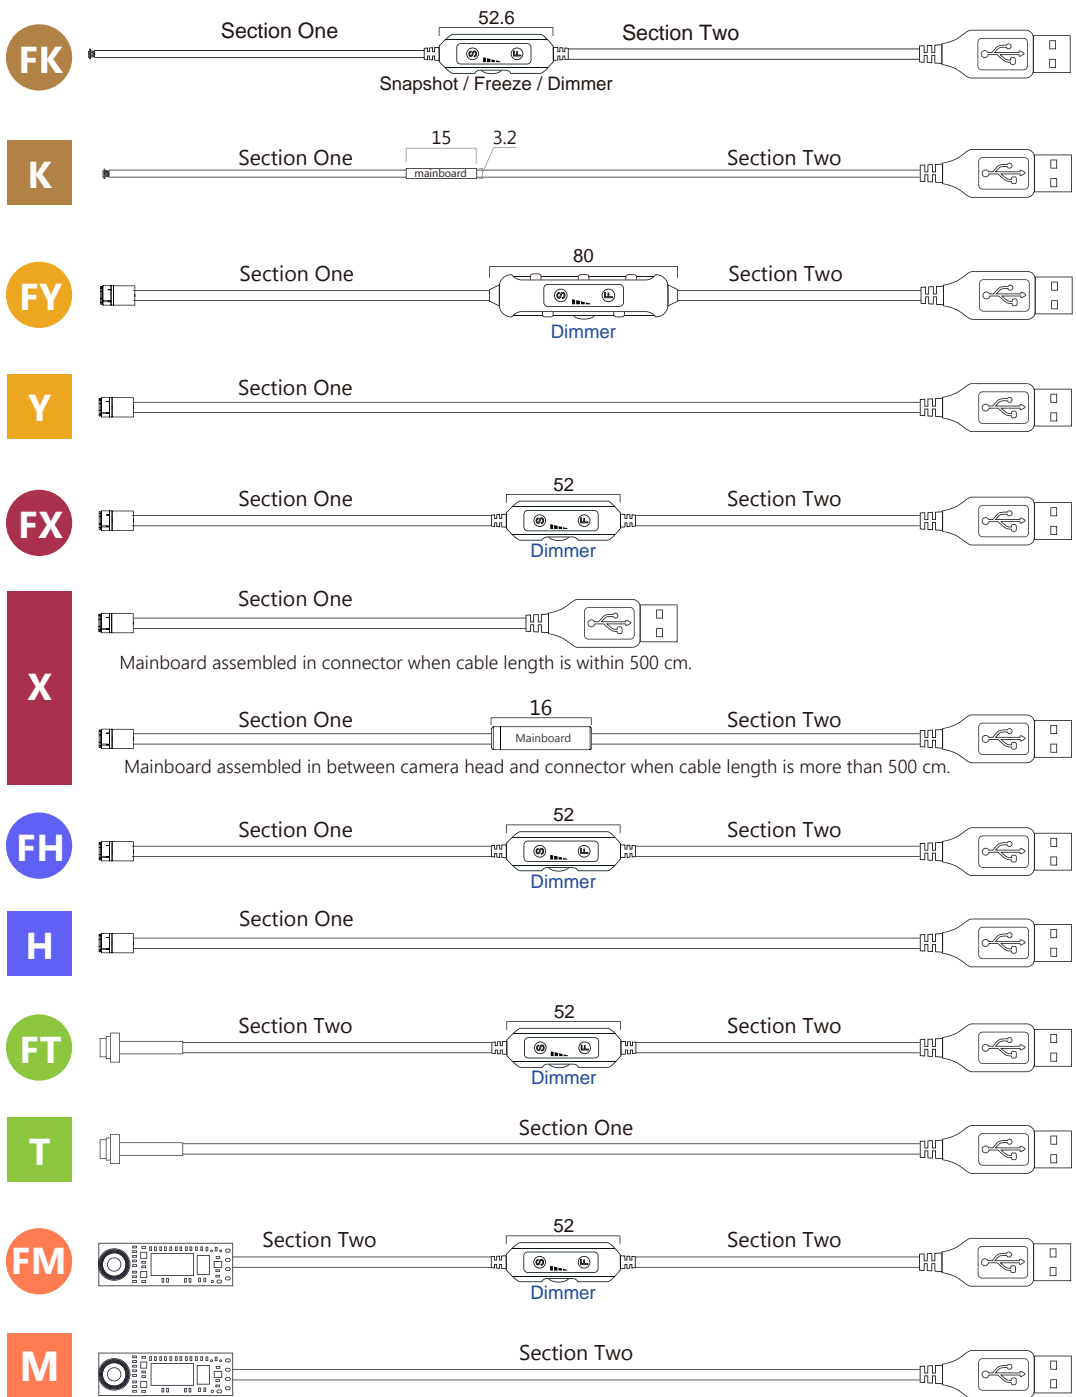 FK
Section One
52.6
Section Two
S
F
Snapshot / Freeze / Dimmer
K
Section One
15
3.2
mainboard
Section Two
FY
Section One
80
Section Two
S
F
Dimmer
Y
Section One
FX
Section One
52
Section Two
S
F
Dimmer
X
Section One
Mainboard assembled in connector when cable length is within 500 cm.
Section One
16
Section Two
Mainboard
Mainboard assembled in between camera head and connector when cable length is more than 500 cm.
FH
Section One
52
Section Two
S
F
Dimmer
H
Section One
FT
Section Two
52
Section Two
S
F
Dimmer
T
Section One
FM
Section Two
52
Section Two
S
F
Dimmer
M
Section Two